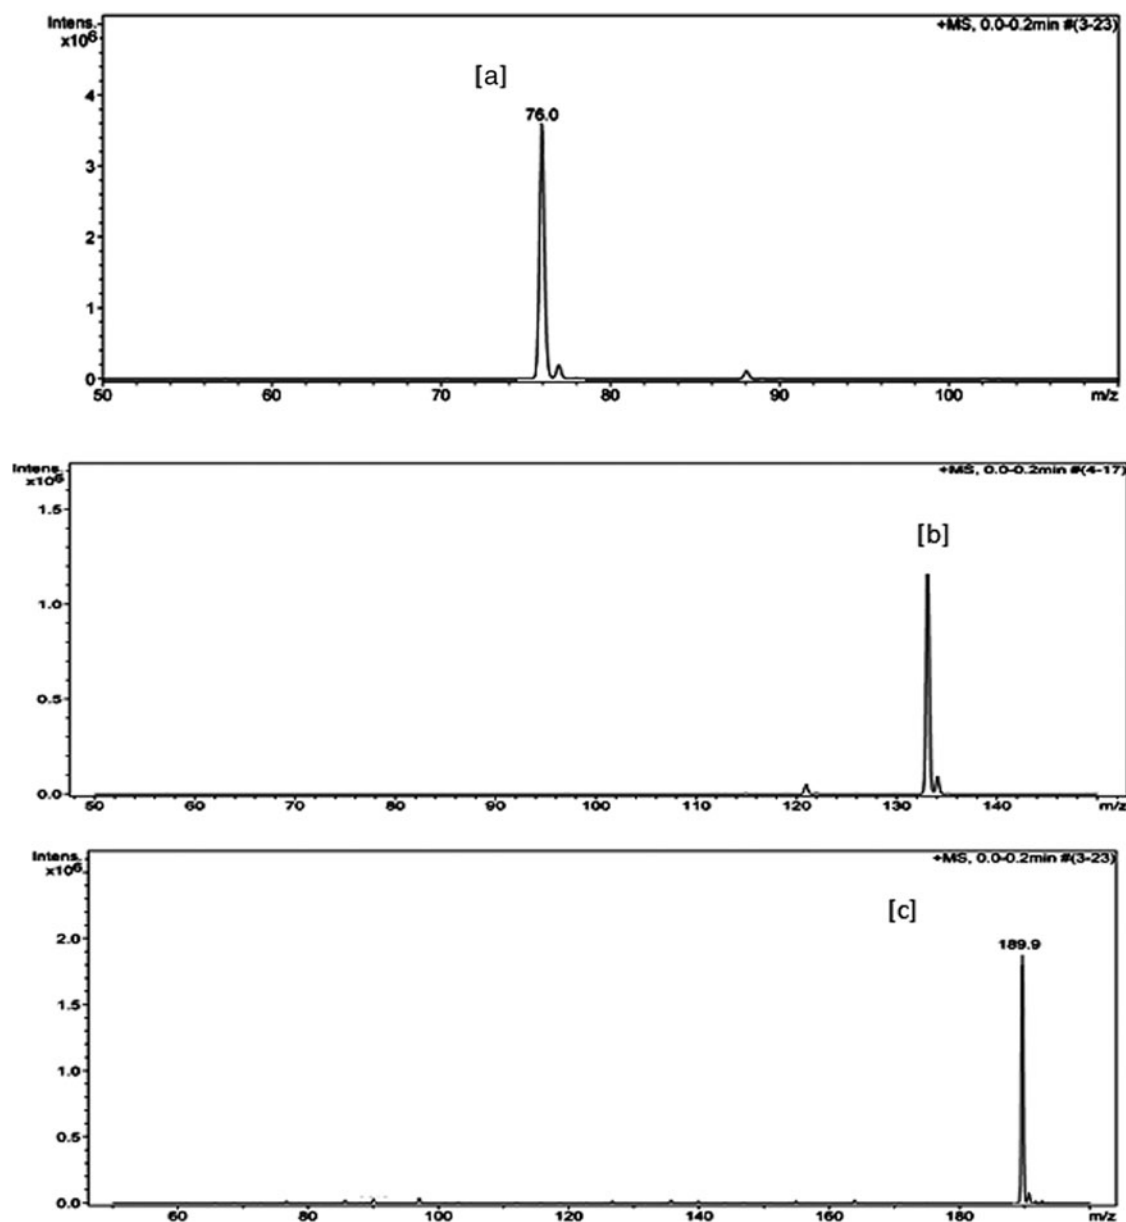 Intens.
x10⁶
+MS, 0.0-0.2min #(3-23)
[a]
76.0
4
3
2
1
0
50 60 70 80 90 100 m/z
Intens.
x10⁶
+MS, 0.0-0.2min #(4-17)
[b]
1.5
1.0
0.5
0.0
50 60 70 80 90 100 110 120 130 140 m/z
Intens.
x10⁶
+MS, 0.0-0.2min #(3-23)
[c]
189.9
2.0
1.5
1.0
0.5
0.0
60 80 100 120 140 160 180 m/z